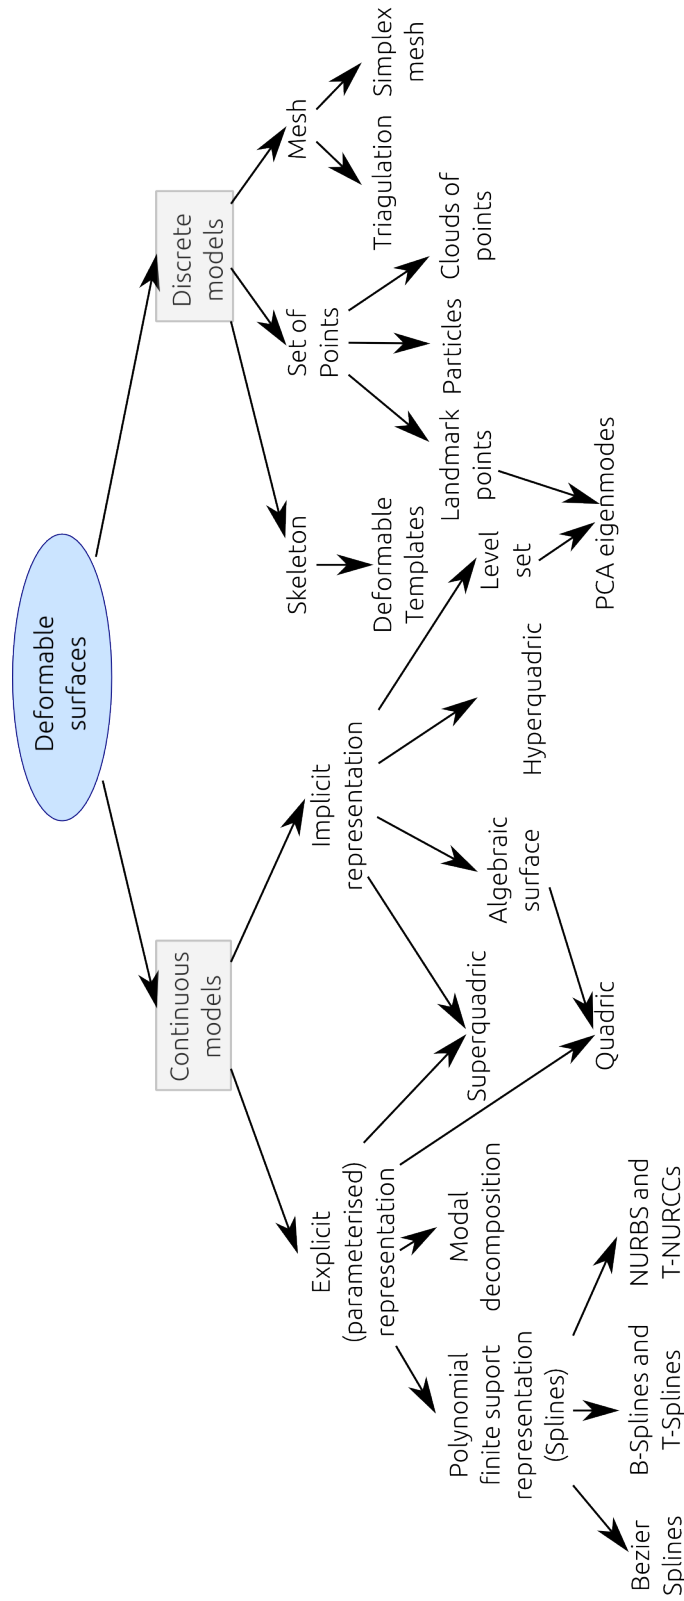 Deformable
surfaces
Continuous
models
Discrete
models
Explicit
(parameterised)
representation
Implicit
representation
Skeleton
Set of
Points
Mesh
Polynomial
finite suport
representation
(Splines)
Modal
decomposition
Superquadric
Algebraic
surface
Hyperquadric
Level
set
Deformable
Templates
Landmark
points
Particles
Clouds of
points
Triagulation
Simplex
mesh
Bezier
Splines
B-Splines and
T-Splines
NURBS and
T-NURCCs
Quadric
PCA eigenmodes